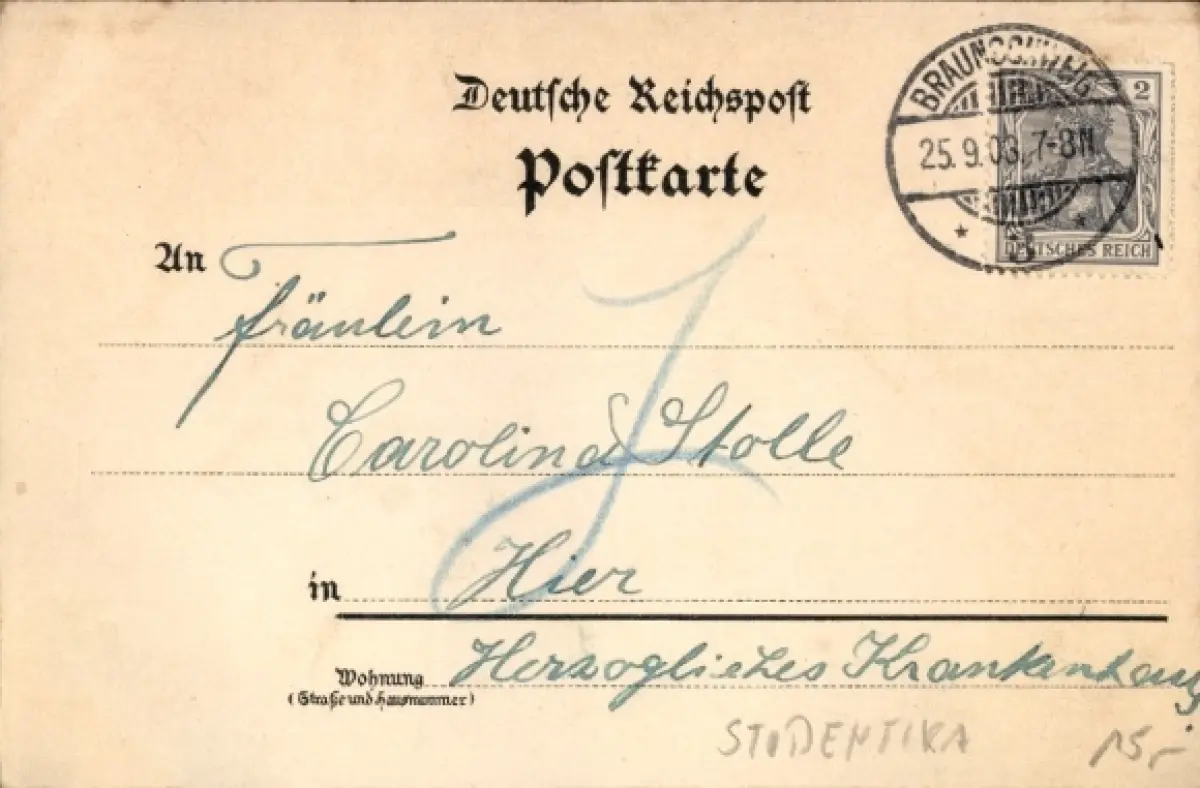 Deutsche Reichspost
Postkarte
BRAUNSCHWEIG
25.9.03. 7-8N.
2
DEUTSCHES REICH
An
Fräulein
Carolina Stolle
in Hier
Wohnung Herzogliches Krankenhaus
(Straße und Hausnummer)
STUDENTIKA 15,-